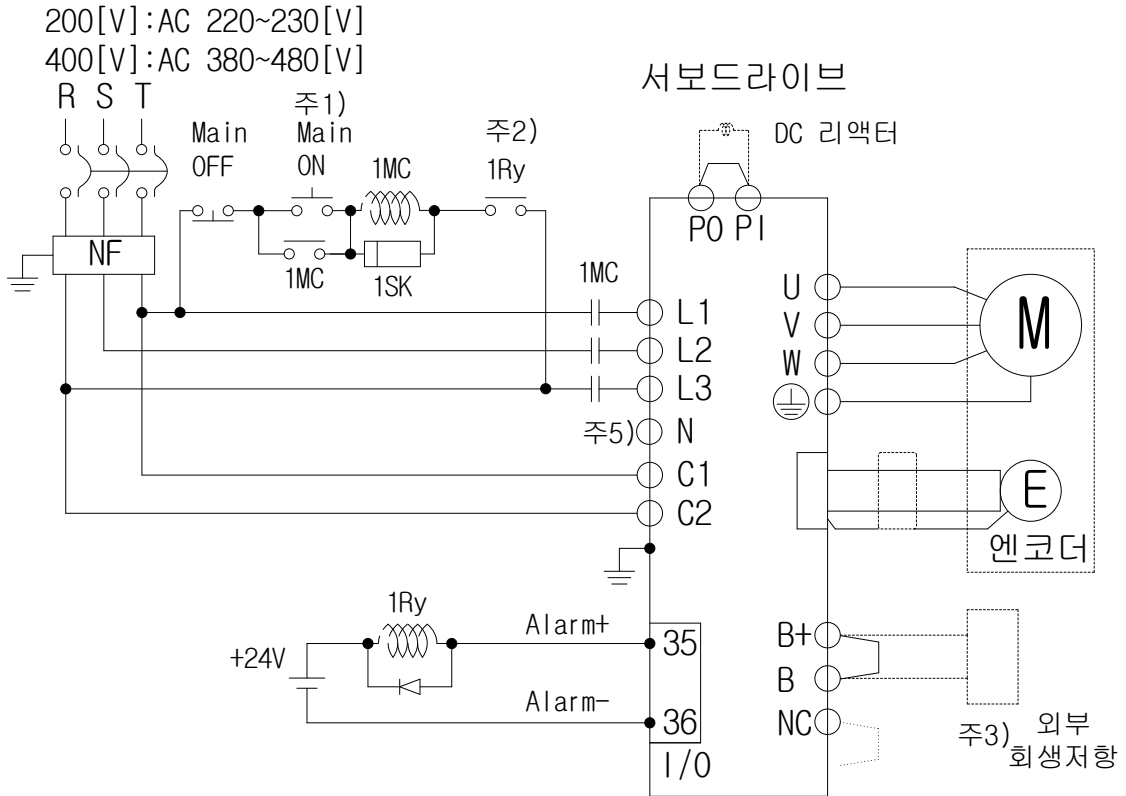 200[V]:AC 220~230[V]
400[V]:AC 380~480[V]
R S T
서보드라이브
주1)
Main
OFF
Main
ON
1MC
주2)
1Ry
DC 리액터
PO PI
NF
1MC
1SK
1MC
L1
L2
L3
주5)
N
C1
C2
U
V
W
M
E
엔코더
1Ry
+24V
Alarm+
35
Alarm-
36
I/O
B+
B
NC
주3)
외부
회생저항